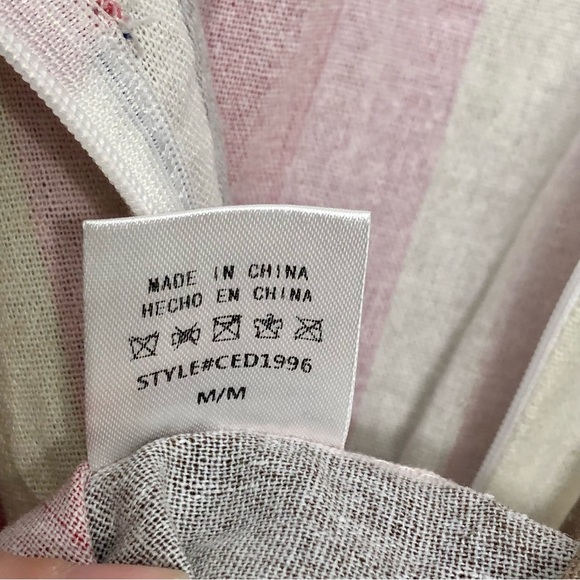 MADE IN CHINA
HECHO EN CHINA
STYLE#CED1996
M/M